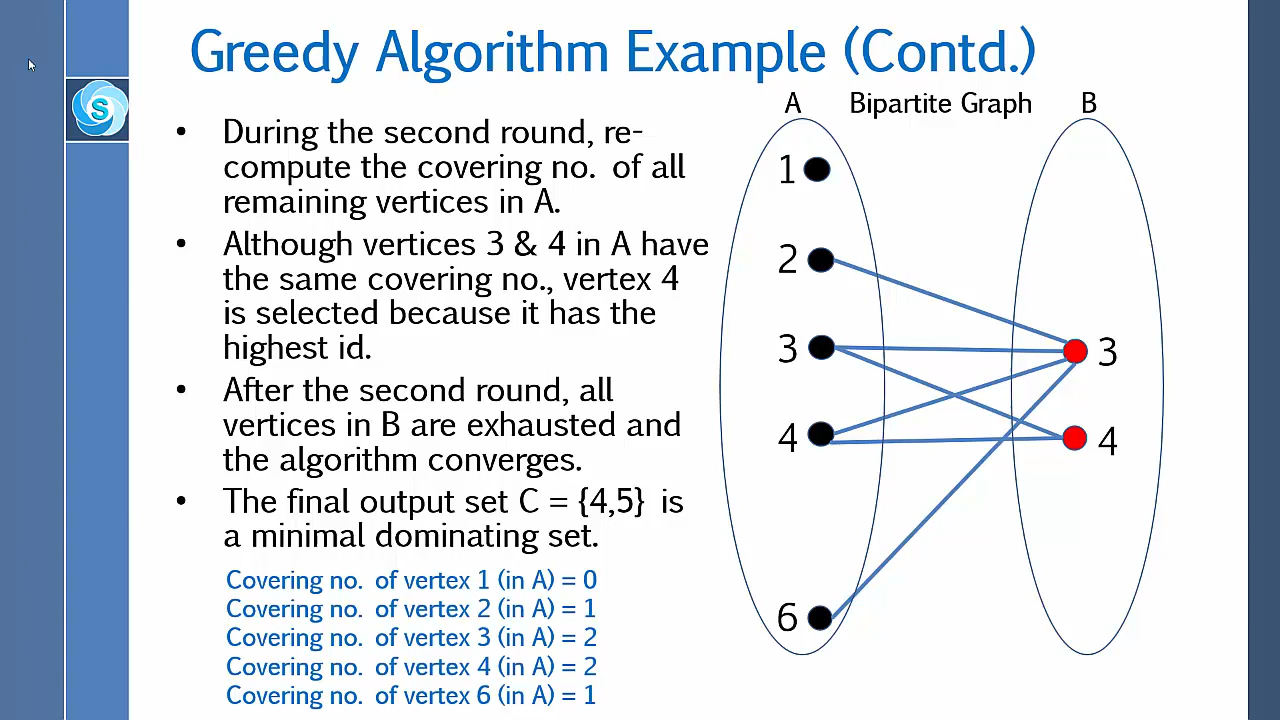 Greedy Algorithm Example (Contd.)
S
A Bipartite Graph B
• During the second round, re-
compute the covering no. of all
remaining vertices in A.
• Although vertices 3 & 4 in A have
the same covering no., vertex 4
is selected because it has the
highest id.
• After the second round, all
vertices in B are exhausted and
the algorithm converges.
• The final output set C = {4,5} is
a minimal dominating set.
Covering no. of vertex 1 (in A) = 0
Covering no. of vertex 2 (in A) = 1
Covering no. of vertex 3 (in A) = 2
Covering no. of vertex 4 (in A) = 2
Covering no. of vertex 6 (in A) = 1
1
2
3
4
6
3
4